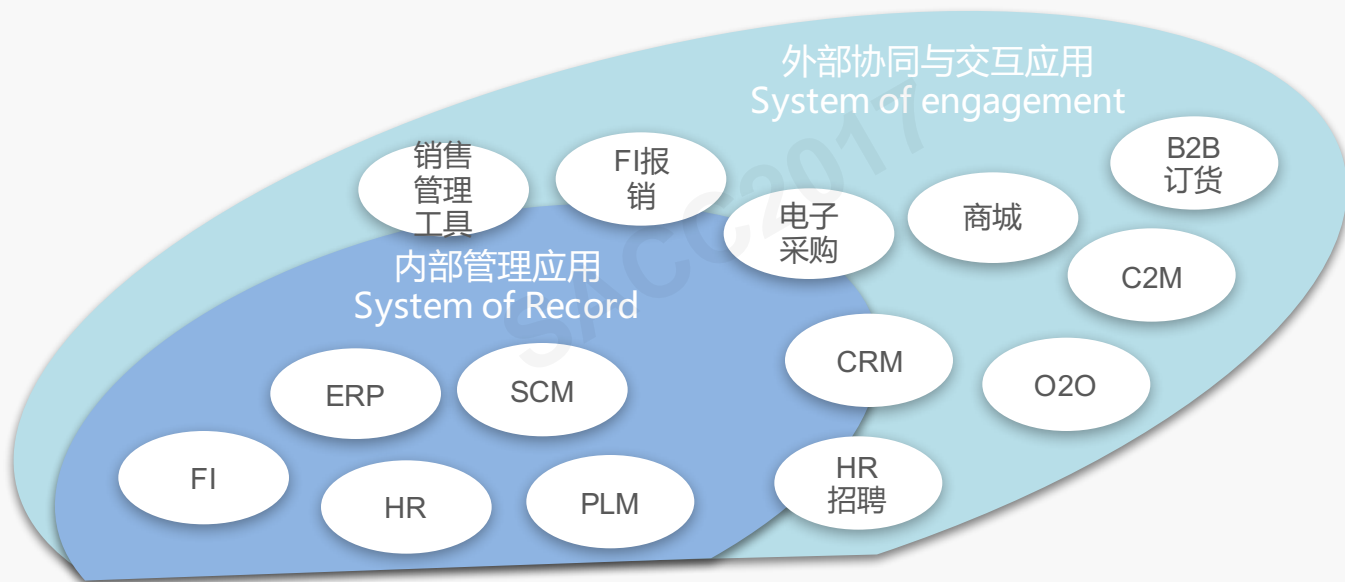 外部协同与交互应用
System of engagement
销售
管理
工具
FI报
销
电子
采购
商城
B2B
订货
C2M
内部管理应用
System of Record
CRM
O2O
ERP
SCM
FI
HR
PLM
HR
招聘
SACC2017